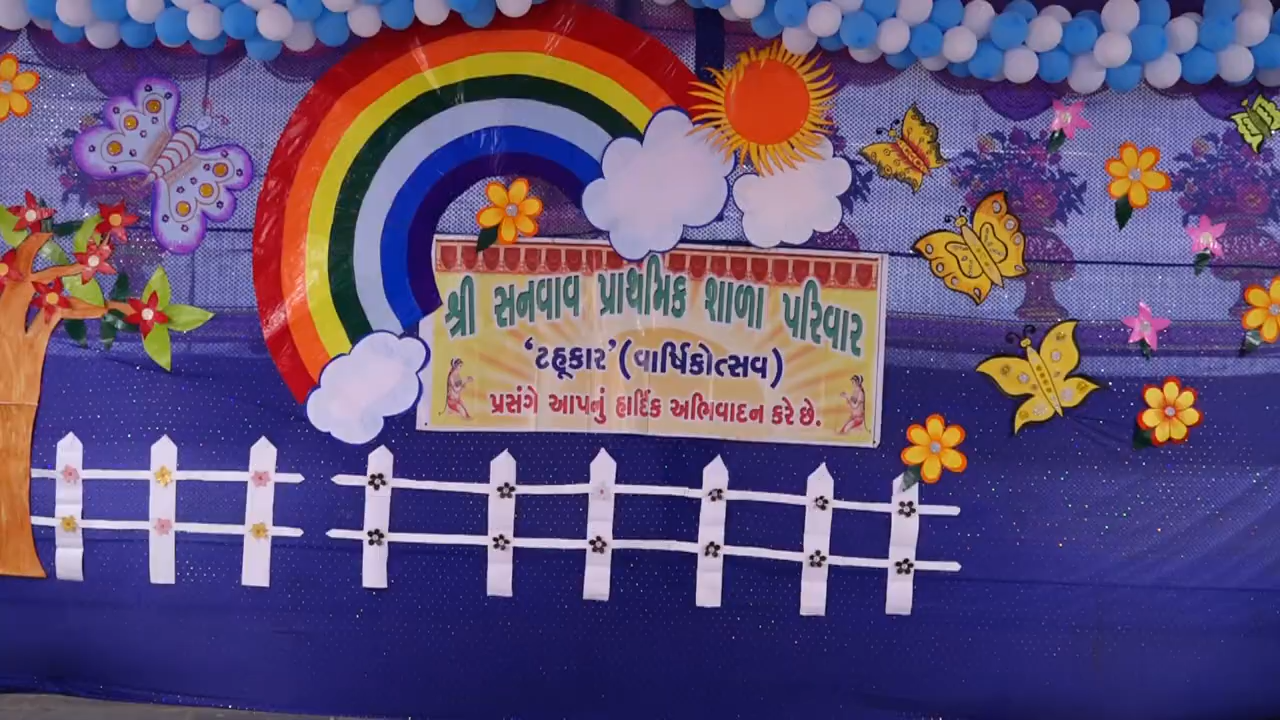 શ્રી સનવાવ પ્રાથમિક શાળા પરિવાર
‘ટહૂકાર’ (વાર્ષિકોત્સવ)
પ્રસંગે આપનું હાર્દિક અભિવાદન કરે છે.